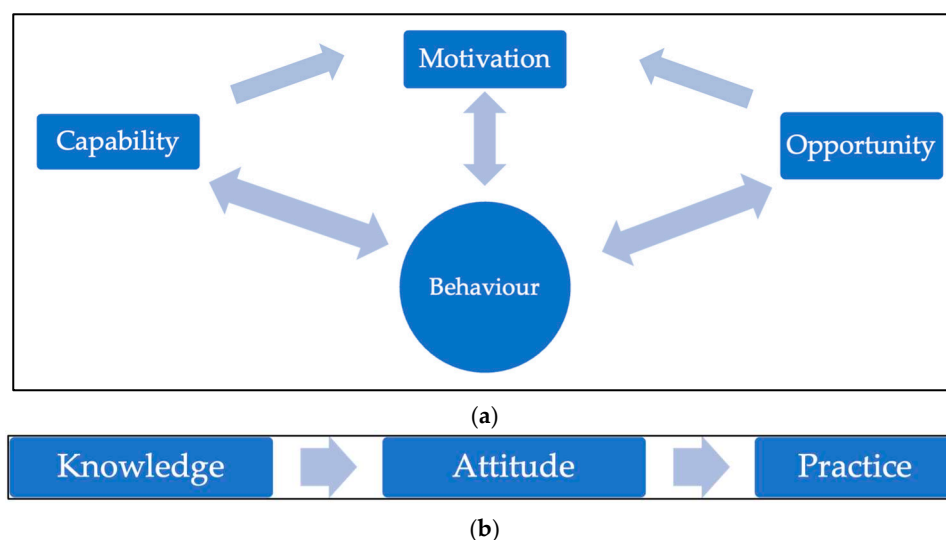 Motivation
Capability
Opportunity
Behaviour
(a)
Knowledge Attitude Practice
(b)